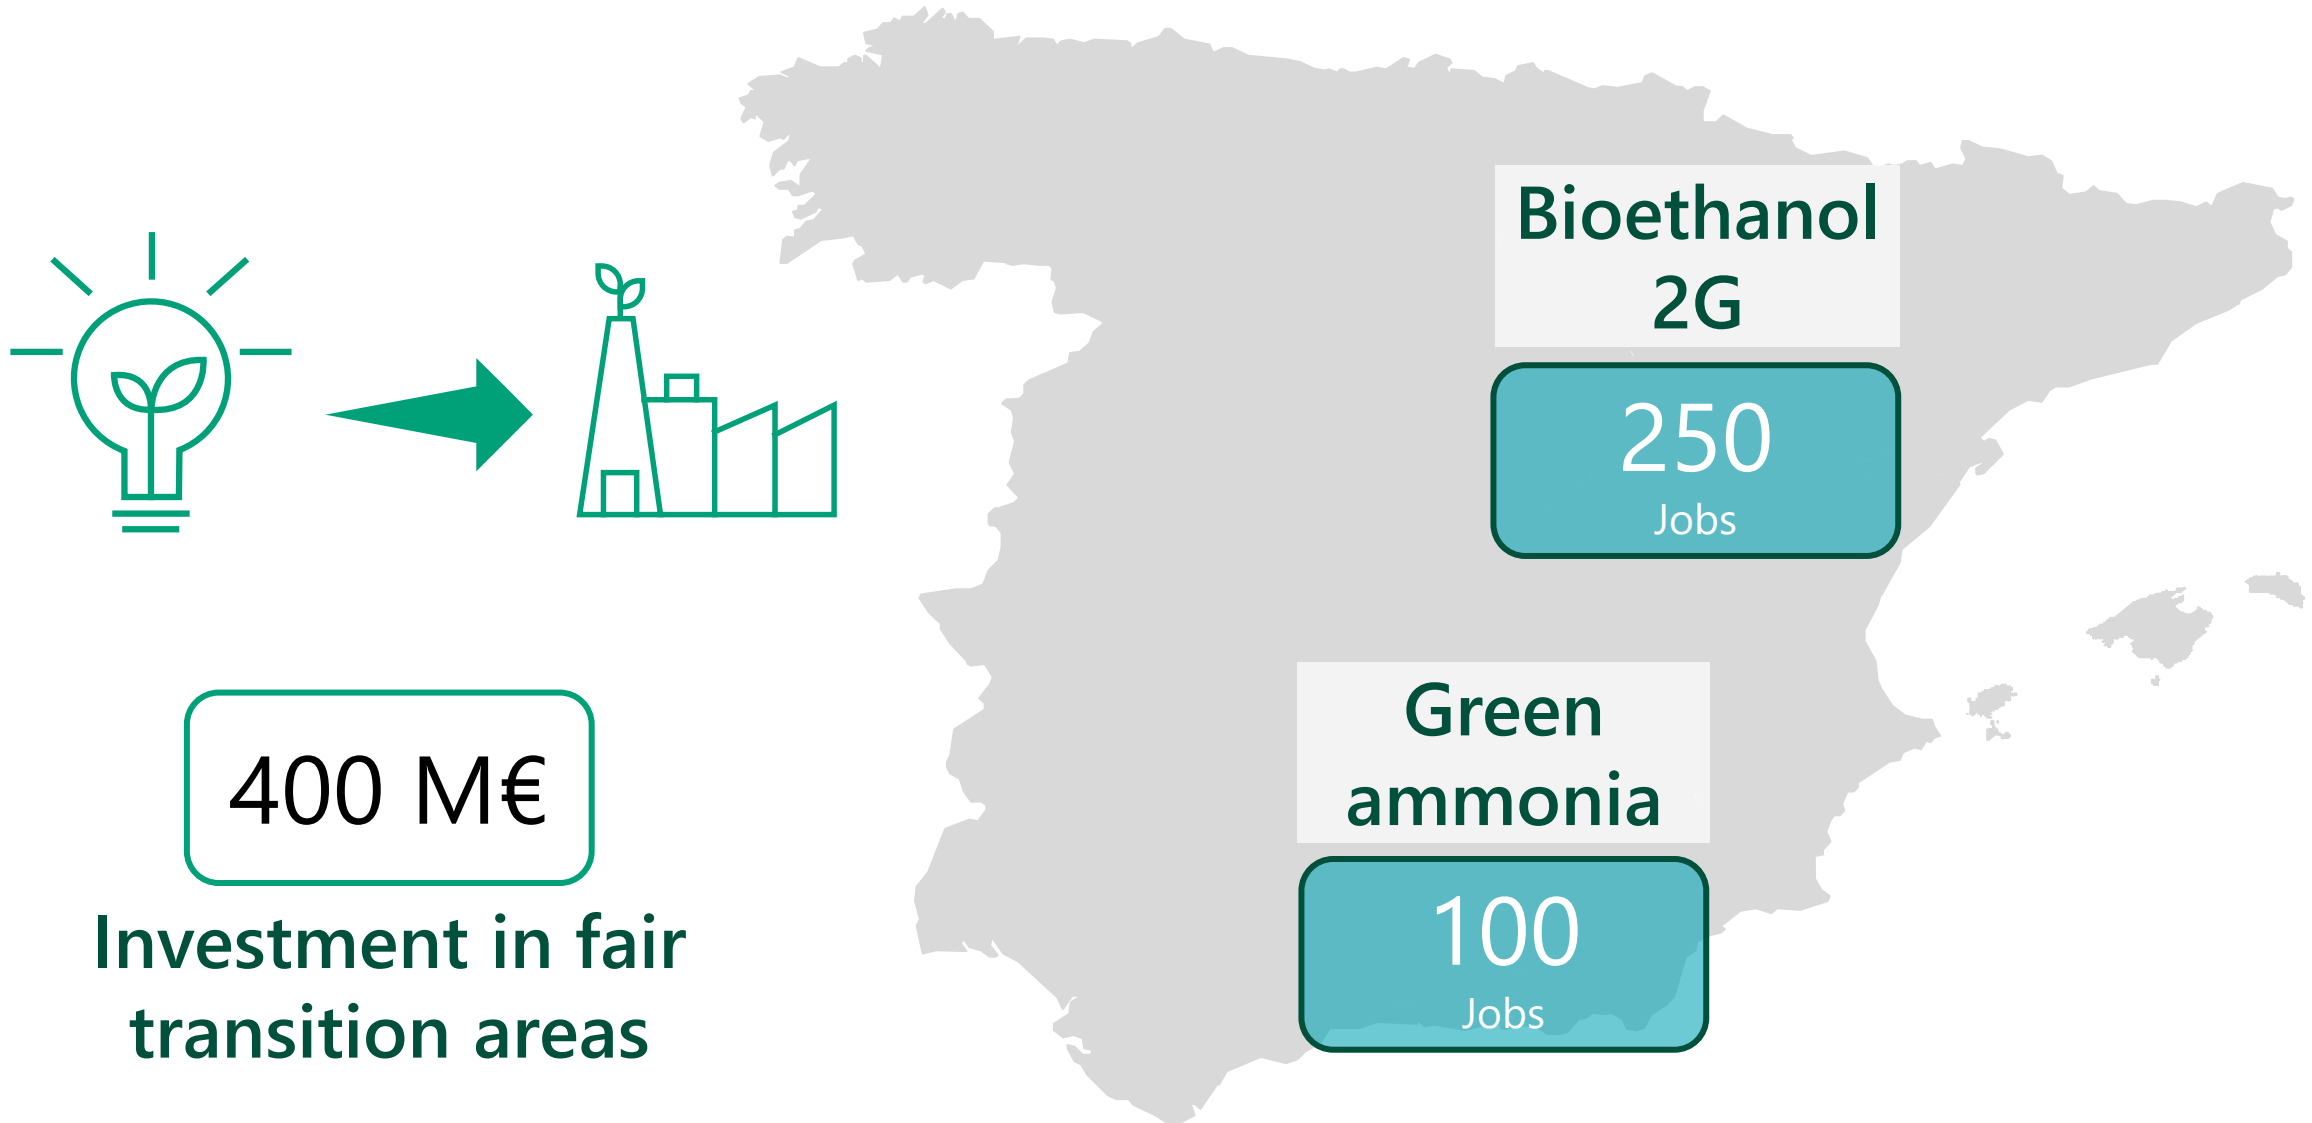 Bioethanol
2G
250
Jobs
Green
ammonia
100
Jobs
400 M€
Investment in fair
transition areas